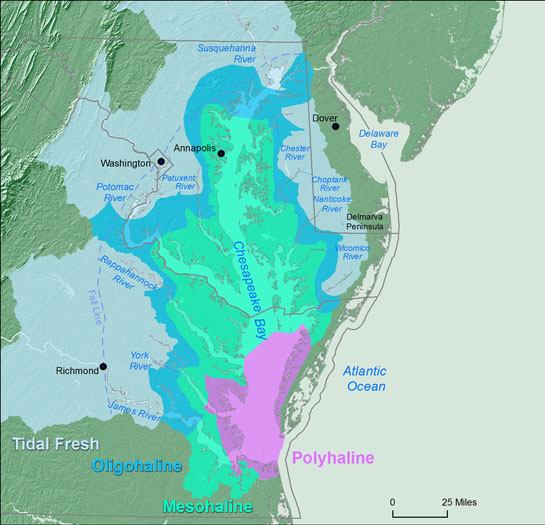 Susquehanna
River
Dover
Delaware
Bay
Annapolis
Chester
River
Washington
Patuxent
River
Choptank
River
Potomac
River
Nanticoke
River
Delmarva
Peninsula
Wicomico
River
Chesapeake Bay
Rappahannock
River
Fall Line
Atlantic
Ocean
York
River
Richmond
James River
Tidal Fresh
Polyhaline
Oligohaline
Mesohaline
0 25 Miles